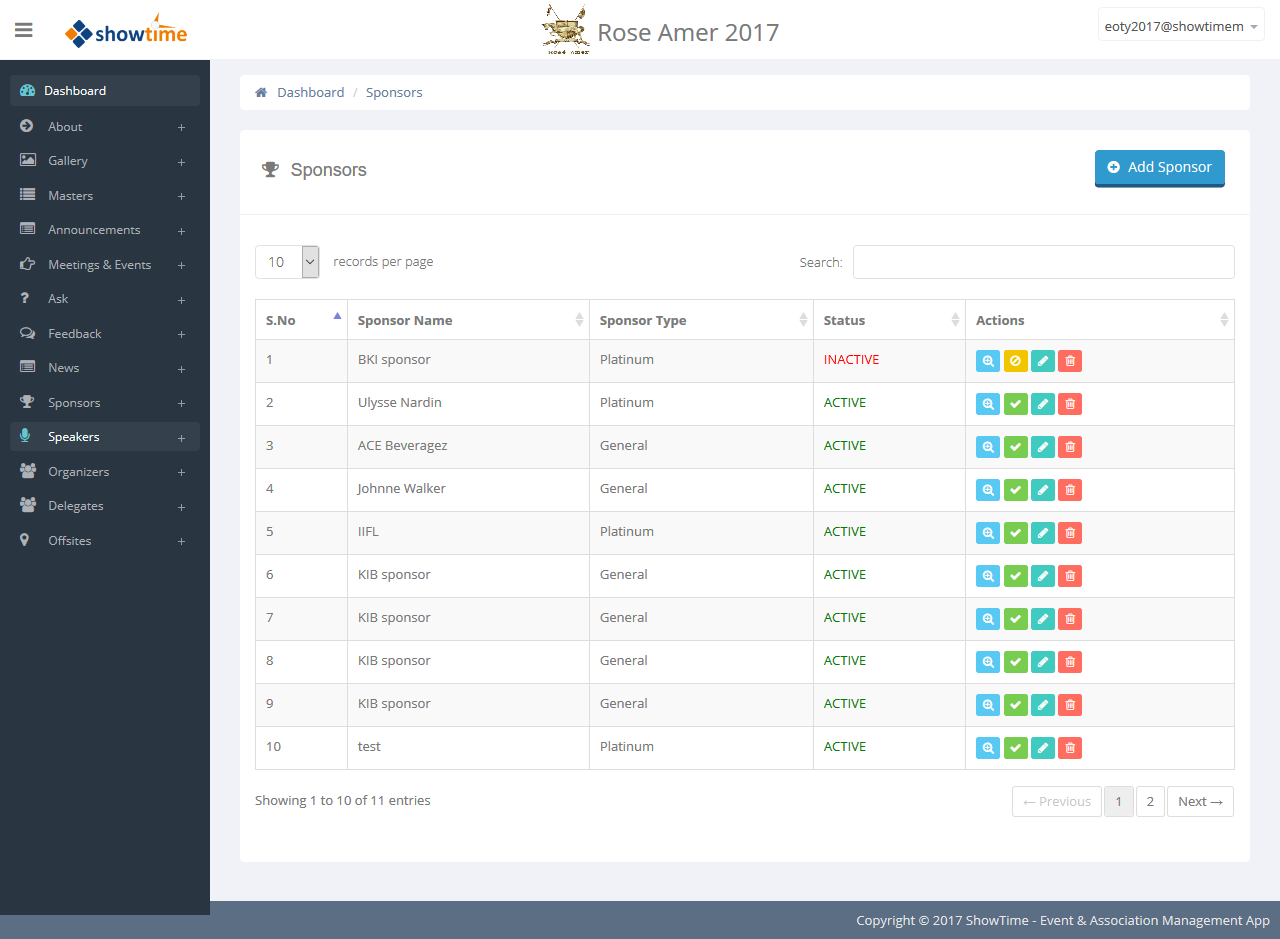 showtime
Rose Amer 2017
eoty2017@showtimem
Dashboard
About +
Gallery +
Masters +
Announcements +
Meetings & Events +
Ask +
Feedback +
News +
Sponsors +
Speakers +
Organizers +
Delegates +
Offsites +
Dashboard / Sponsors
Sponsors
Add Sponsor
10 records per page
Search:
S.No Sponsor Name Sponsor Type Status Actions
1 BKI sponsor Platinum INACTIVE
2 Ulysse Nardin Platinum ACTIVE
3 ACE Beveragez General ACTIVE
4 Johnne Walker General ACTIVE
5 IIFL Platinum ACTIVE
6 KIB sponsor General ACTIVE
7 KIB sponsor General ACTIVE
8 KIB sponsor General ACTIVE
9 KIB sponsor General ACTIVE
10 test Platinum ACTIVE
Showing 1 to 10 of 11 entries
← Previous 1 2 Next →
Copyright © 2017 ShowTime - Event & Association Management App